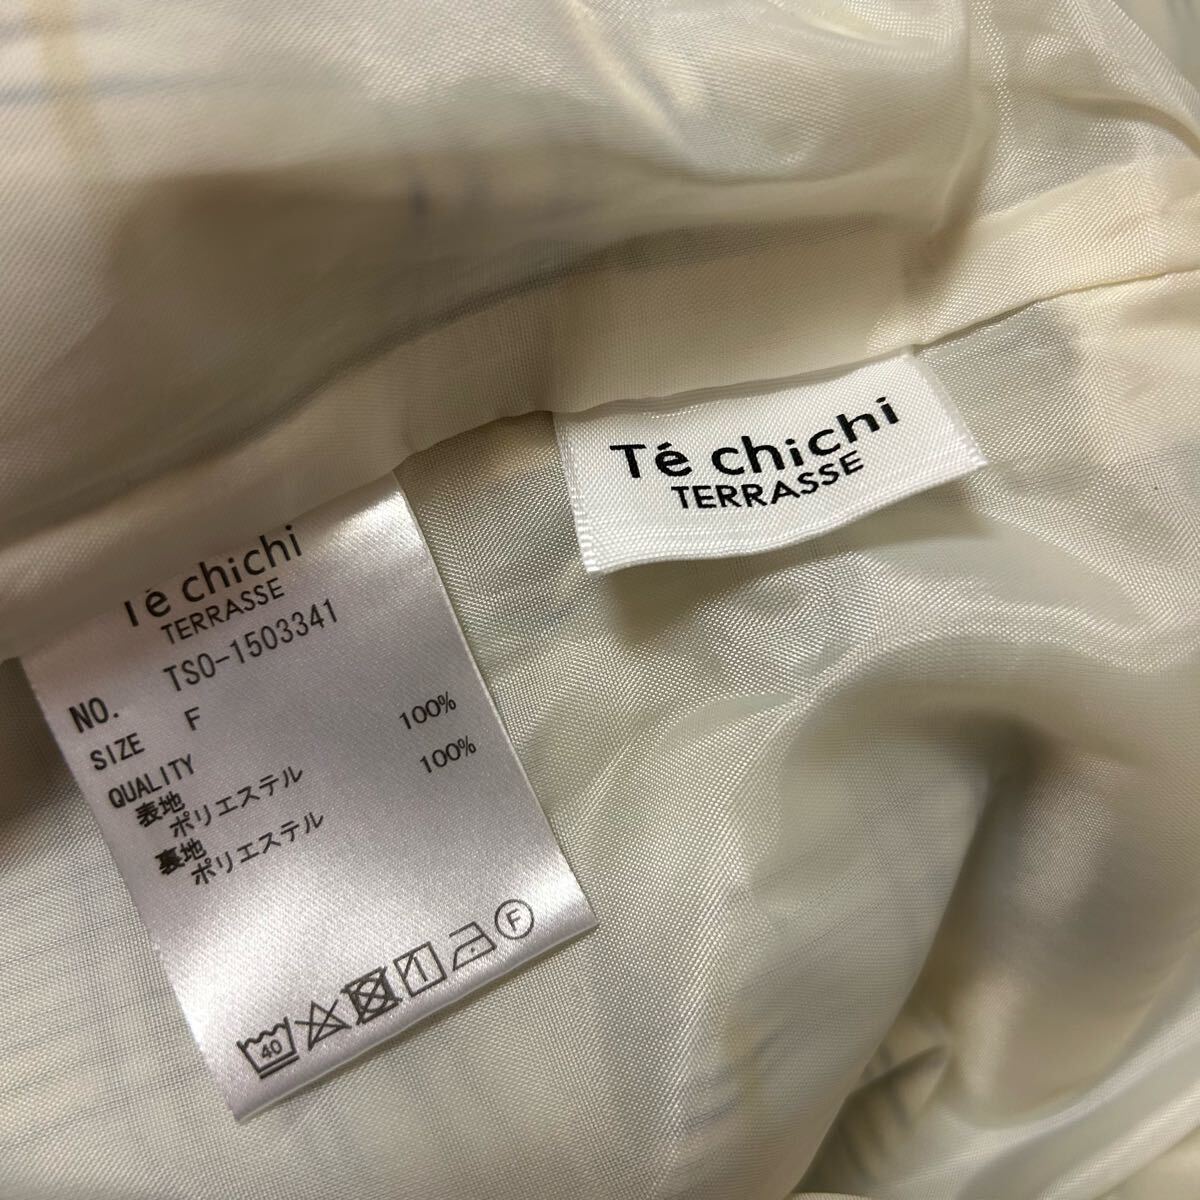 Té chichi
TERRASSE
Té chichi
TERRASSE
NO. TSO-1503341
SIZE F
QUALITY
表地
ポリエステル 100%
裏地
ポリエステル 100%
40
F